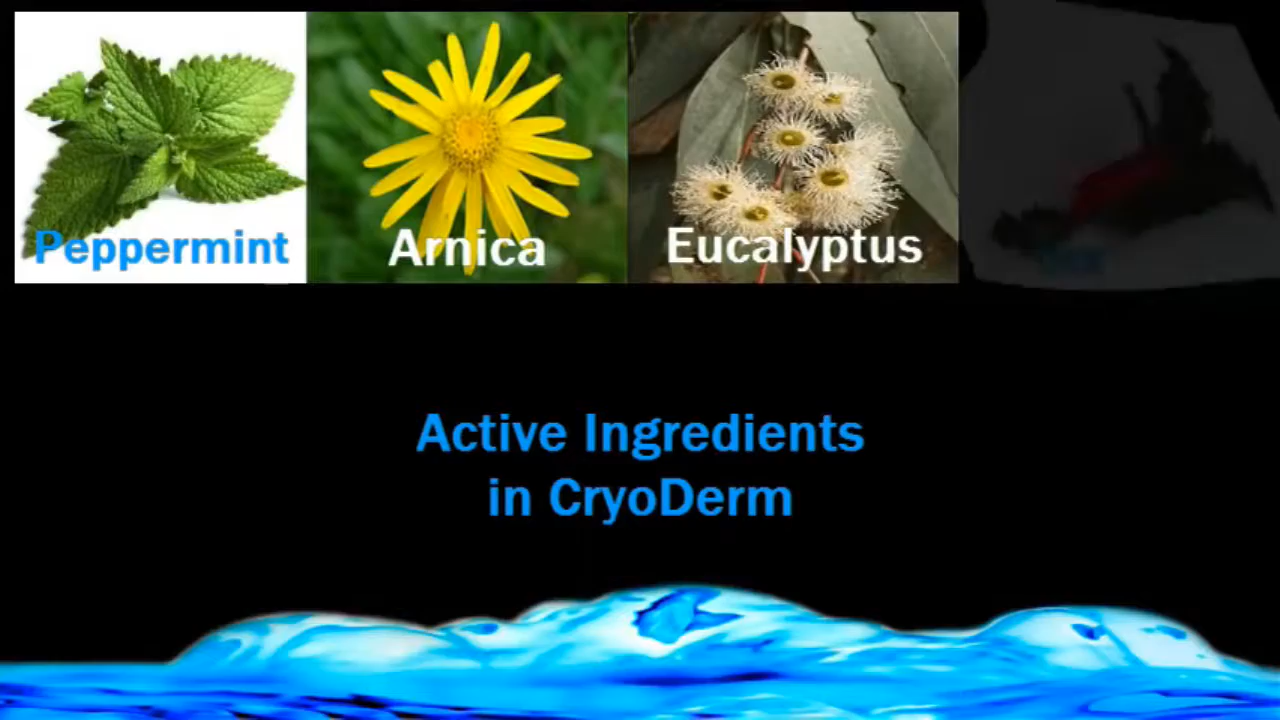 Peppermint
Arnica
Eucalyptus
Active Ingredients
in CryoDerm